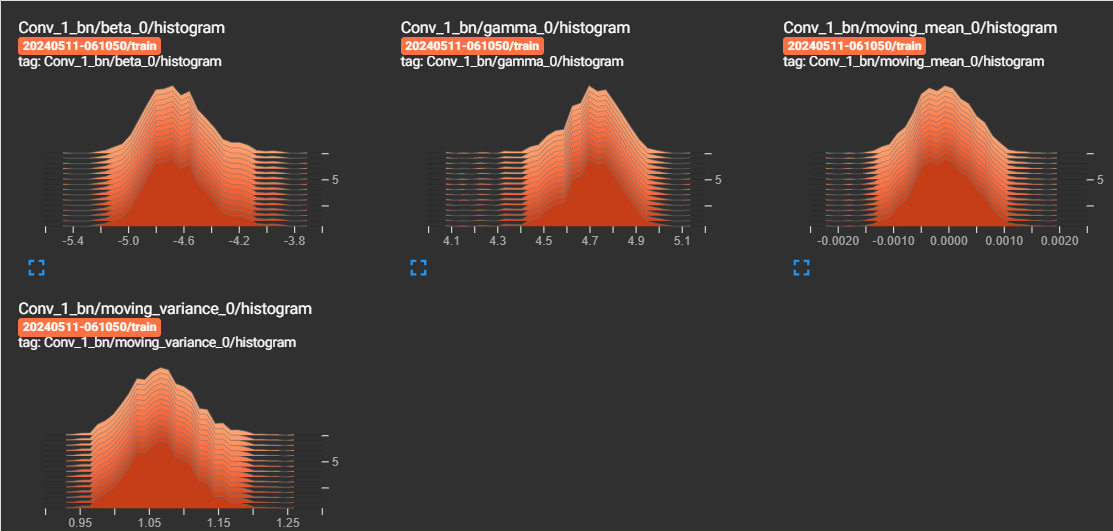 Conv_1_bn/beta_0/histogram
20240511-061050/train
tag: Conv_1_bn/beta_0/histogram
5
-5.4 -5.0 -4.6 -4.2 -3.8
Conv_1_bn/gamma_0/histogram
20240511-061050/train
tag: Conv_1_bn/gamma_0/histogram
5
4.1 4.3 4.5 4.7 4.9 5.1
Conv_1_bn/moving_mean_0/histogram
20240511-061050/train
tag: Conv_1_bn/moving_mean_0/histogram
5
-0.0020 -0.0010 0.0000 0.0010 0.0020
Conv_1_bn/moving_variance_0/histogram
20240511-061050/train
tag: Conv_1_bn/moving_variance_0/histogram
5
0.95 1.05 1.15 1.25